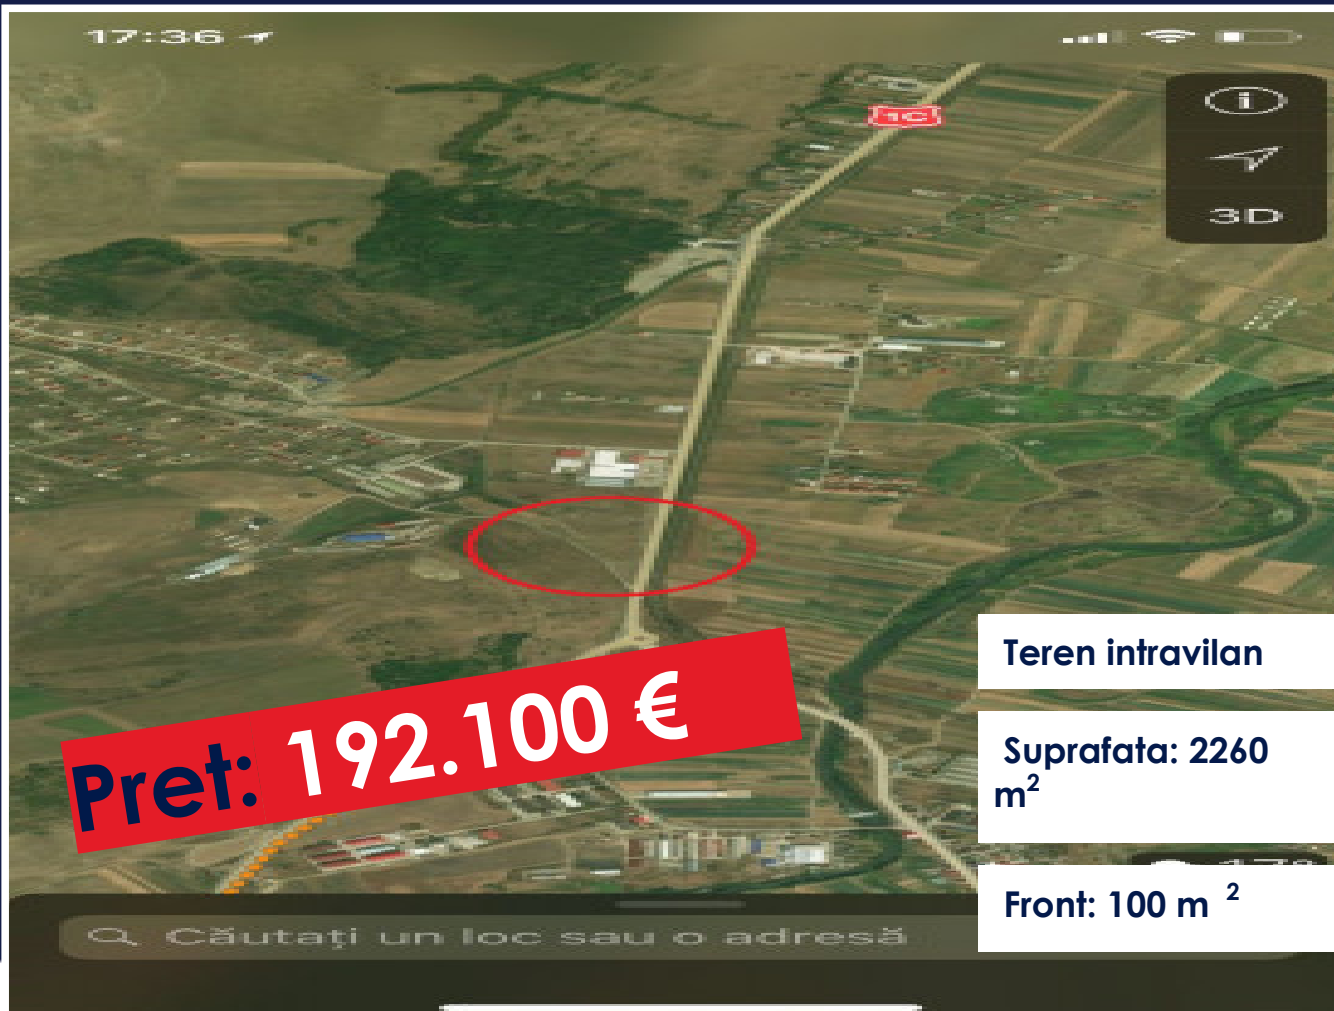 17:36
1C
3D
Teren intravilan
Pret: 192.100 €
Suprafata: 2260
m²
17°
Front: 100 m ²
Căutați un loc sau o adresă